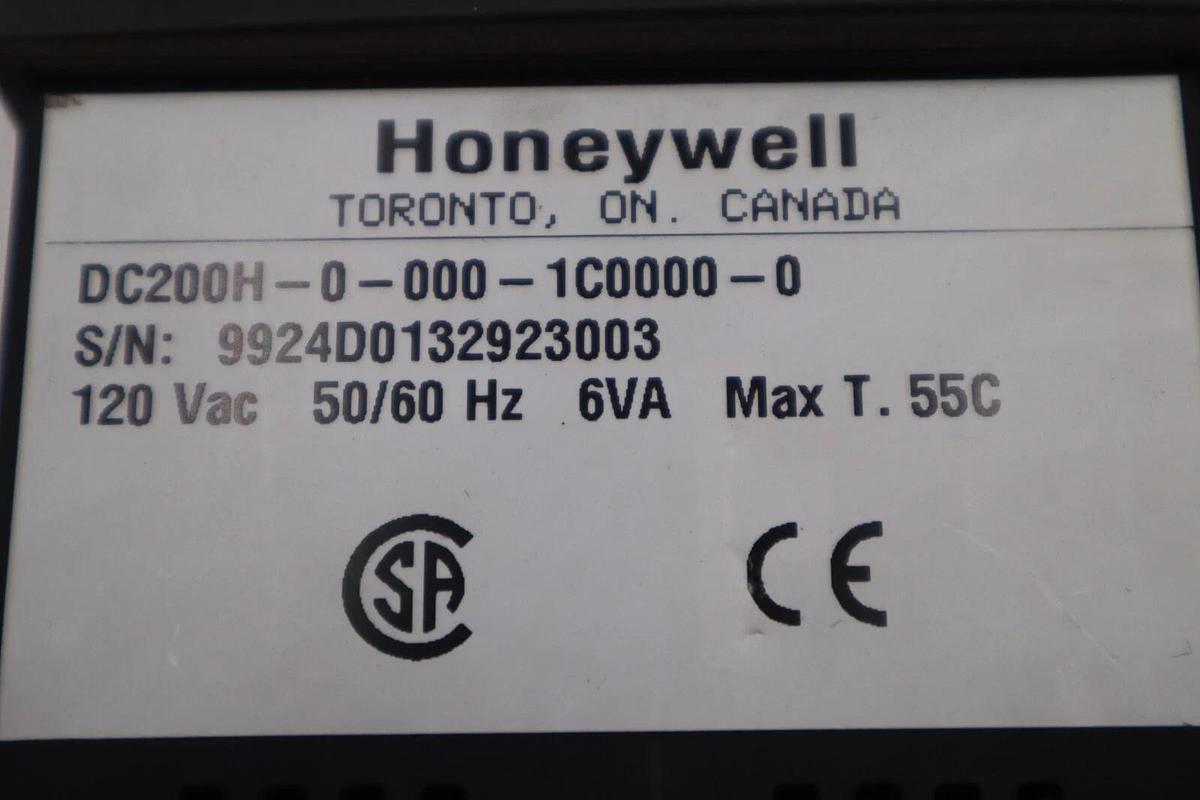 Honeywell
TORONTO, ON. CANADA
DC200H-0-000-1C0000-0
S/N: 9924D0132923003
120 Vac 50/60 Hz 6VA Max T. 55C
CSA CE